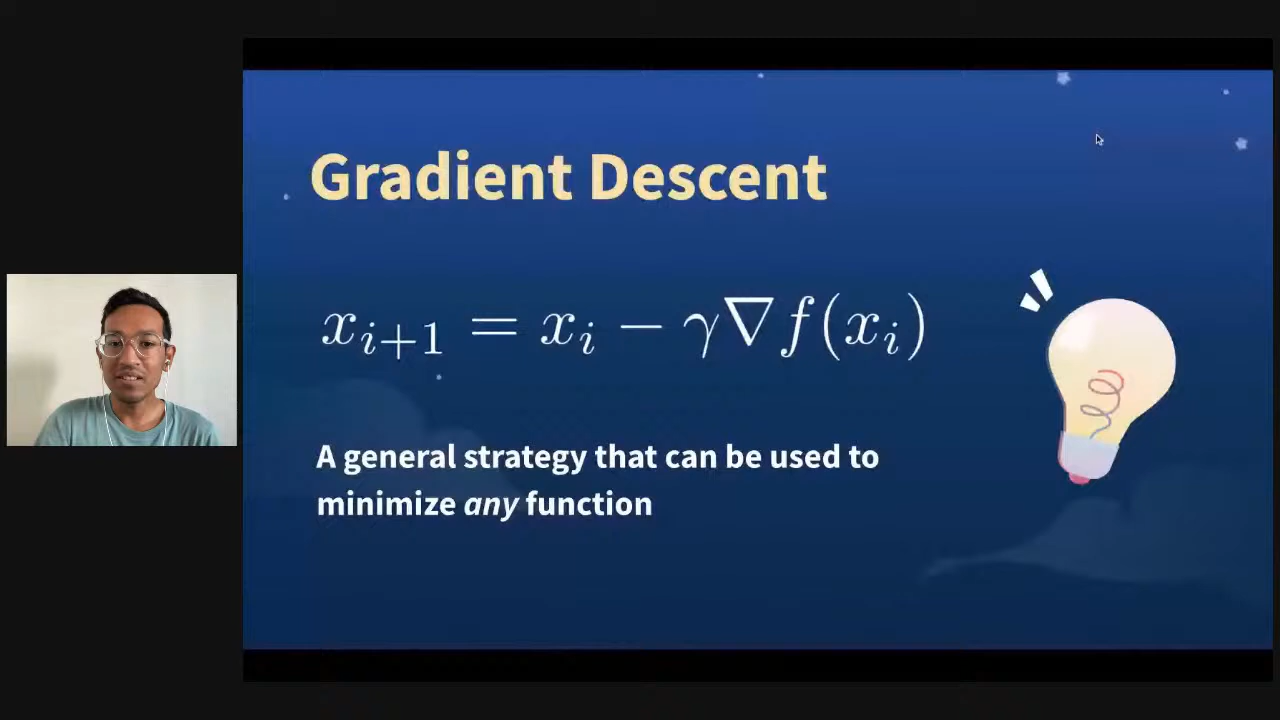 Gradient Descent
x_{i+1} = x_i − γ∇f(x_i)
A general strategy that can be used to
minimize any function